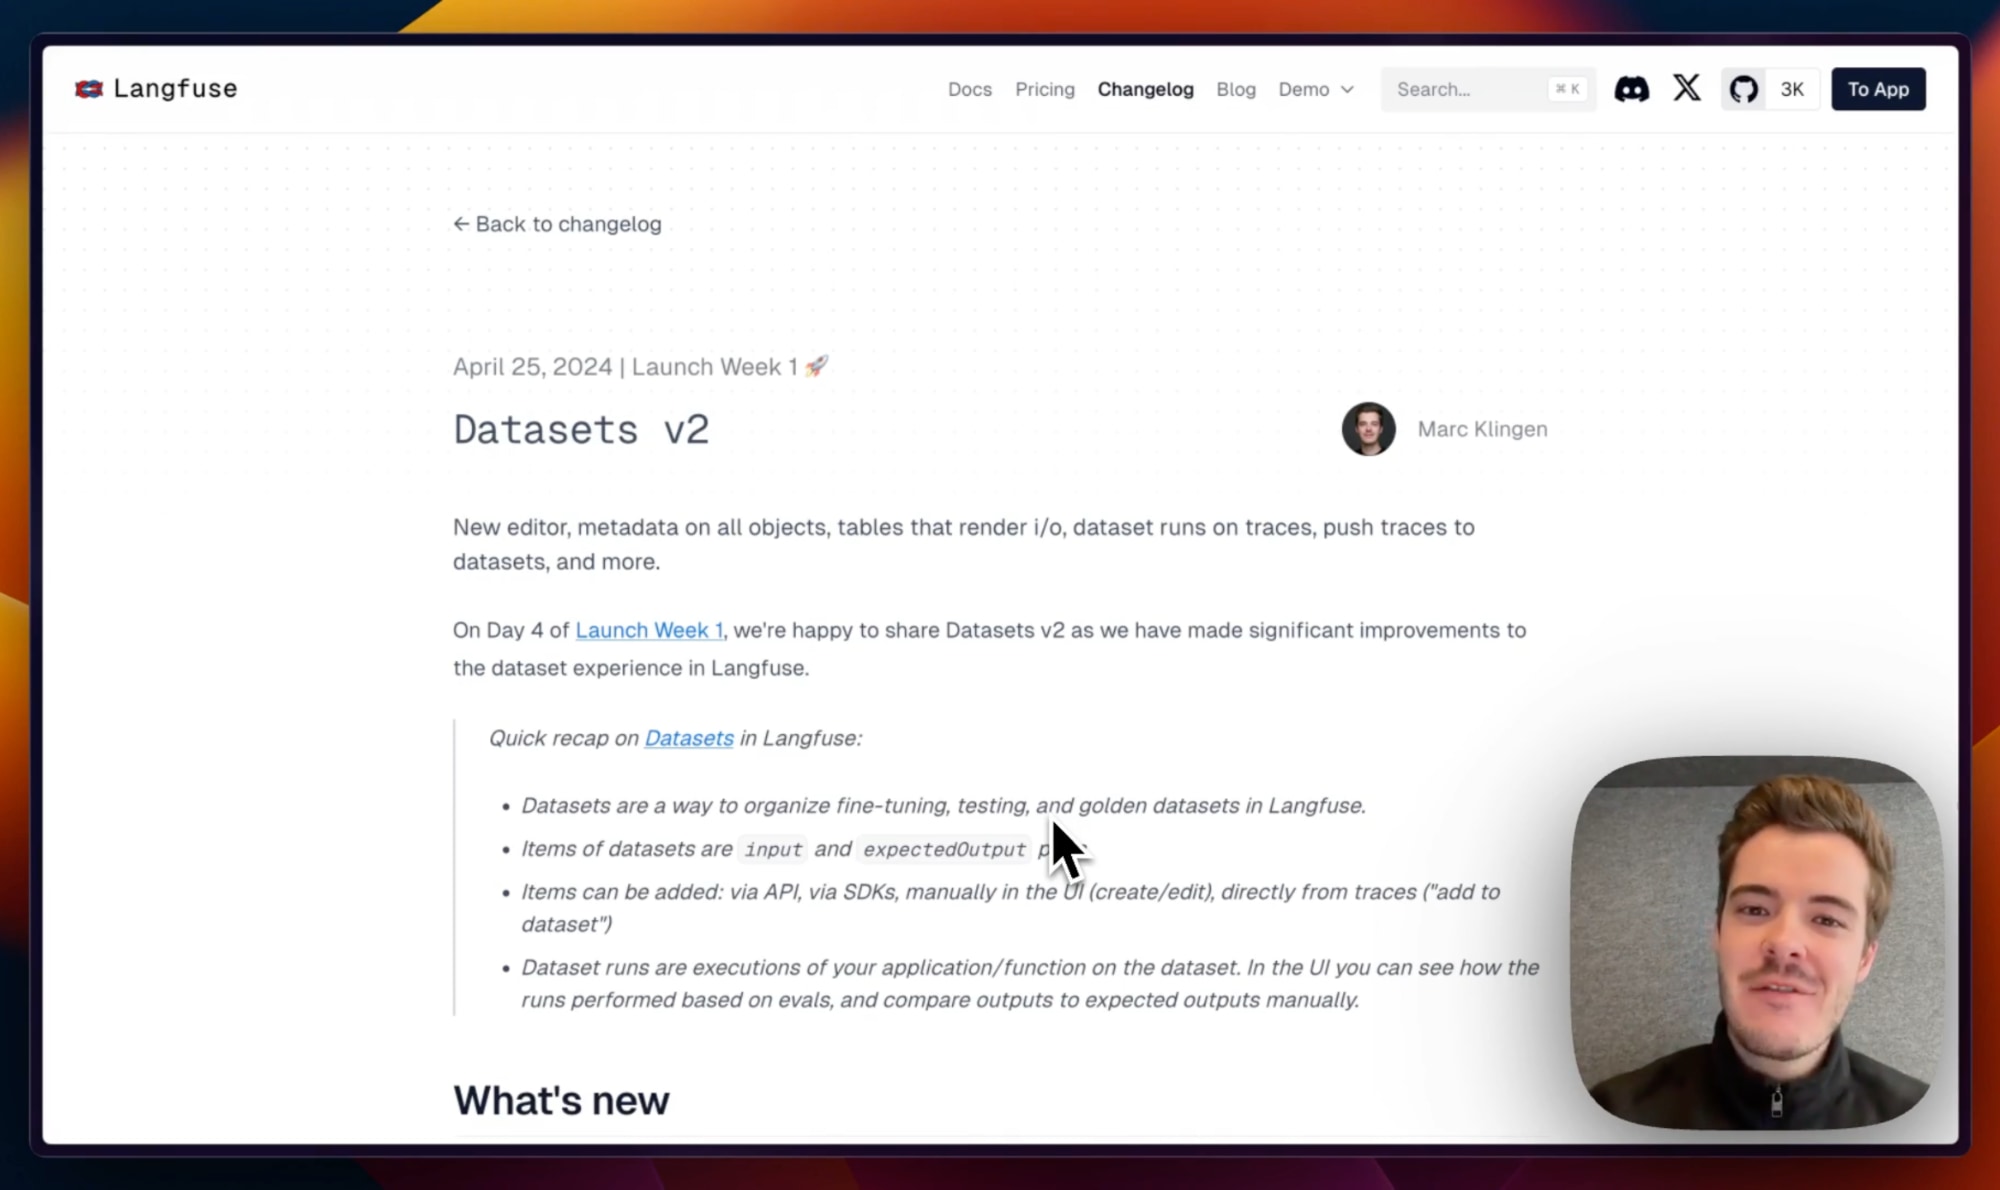 Langfuse
Docs Pricing Changelog Blog Demo Search... ⌘ K 3K To App
← Back to changelog
April 25, 2024 | Launch Week 1 🚀
Datasets v2
Marc Klingen
New editor, metadata on all objects, tables that render i/o, dataset runs on traces, push traces to
datasets, and more.
On Day 4 of Launch Week 1, we're happy to share Datasets v2 as we have made significant improvements to
the dataset experience in Langfuse.
Quick recap on Datasets in Langfuse:
• Datasets are a way to organize fine-tuning, testing, and golden datasets in Langfuse.
• Items of datasets are input and expectedOutput
• Items can be added: via API, via SDKs, manually in the UI (create/edit), directly from traces ("add to
dataset")
• Dataset runs are executions of your application/function on the dataset. In the UI you can see how the
runs performed based on evals, and compare outputs to expected outputs manually.
What's new